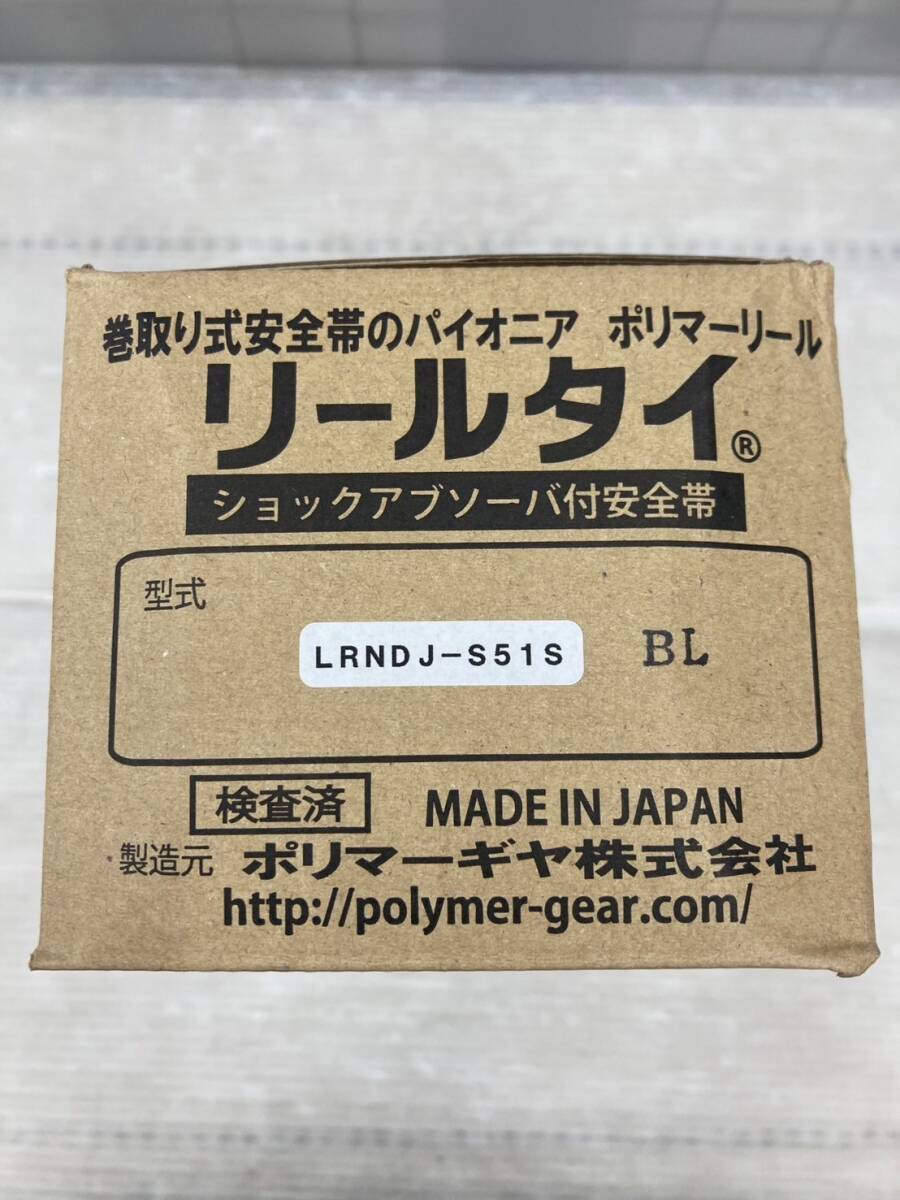 巻取り式安全帯のパイオニア ポリマーリール
リールタイ®
ショックアブソーバ付安全帯
型式
LRNDJ-S51S BL
検査済 MADE IN JAPAN
製造元 ポリマーギヤ株式会社
http://polymer-gear.com/